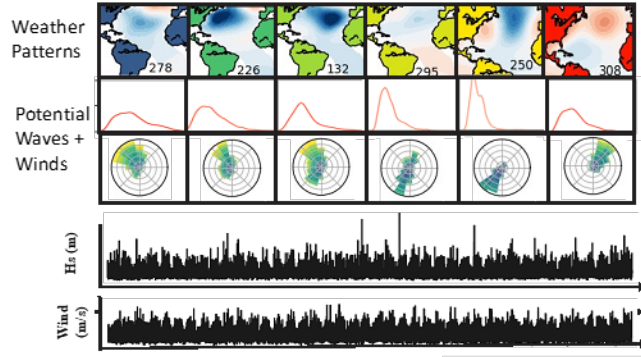 Weather
Patterns
278
226
132
295
250
308
Potential
Waves +
Winds
Hs (m)
Wind
(m/s)